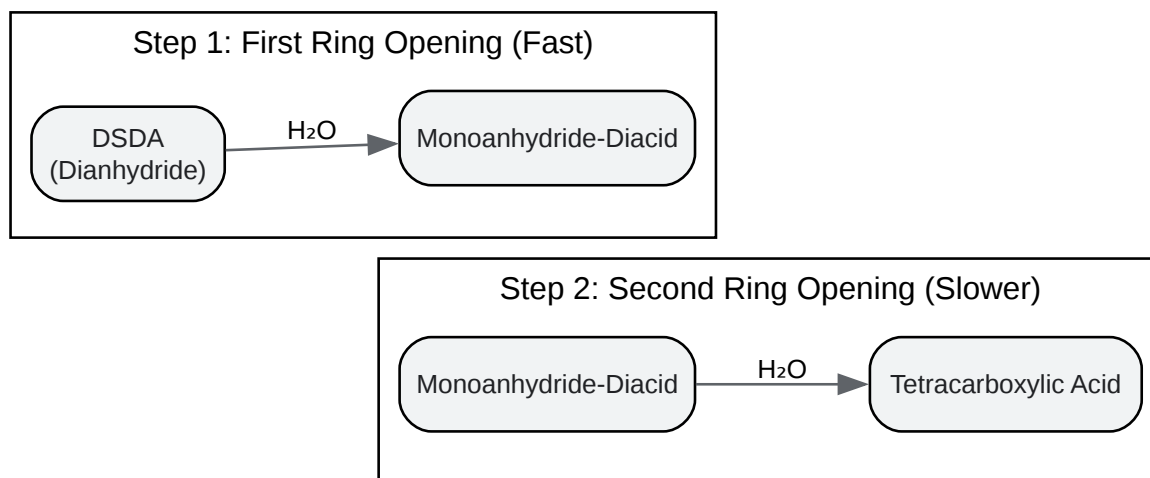 Step 1: First Ring Opening (Fast)
DSDA
(Dianhydride)
H₂O
Monoanhydride-Diacid
Step 2: Second Ring Opening (Slower)
Monoanhydride-Diacid
H₂O
Tetracarboxylic Acid